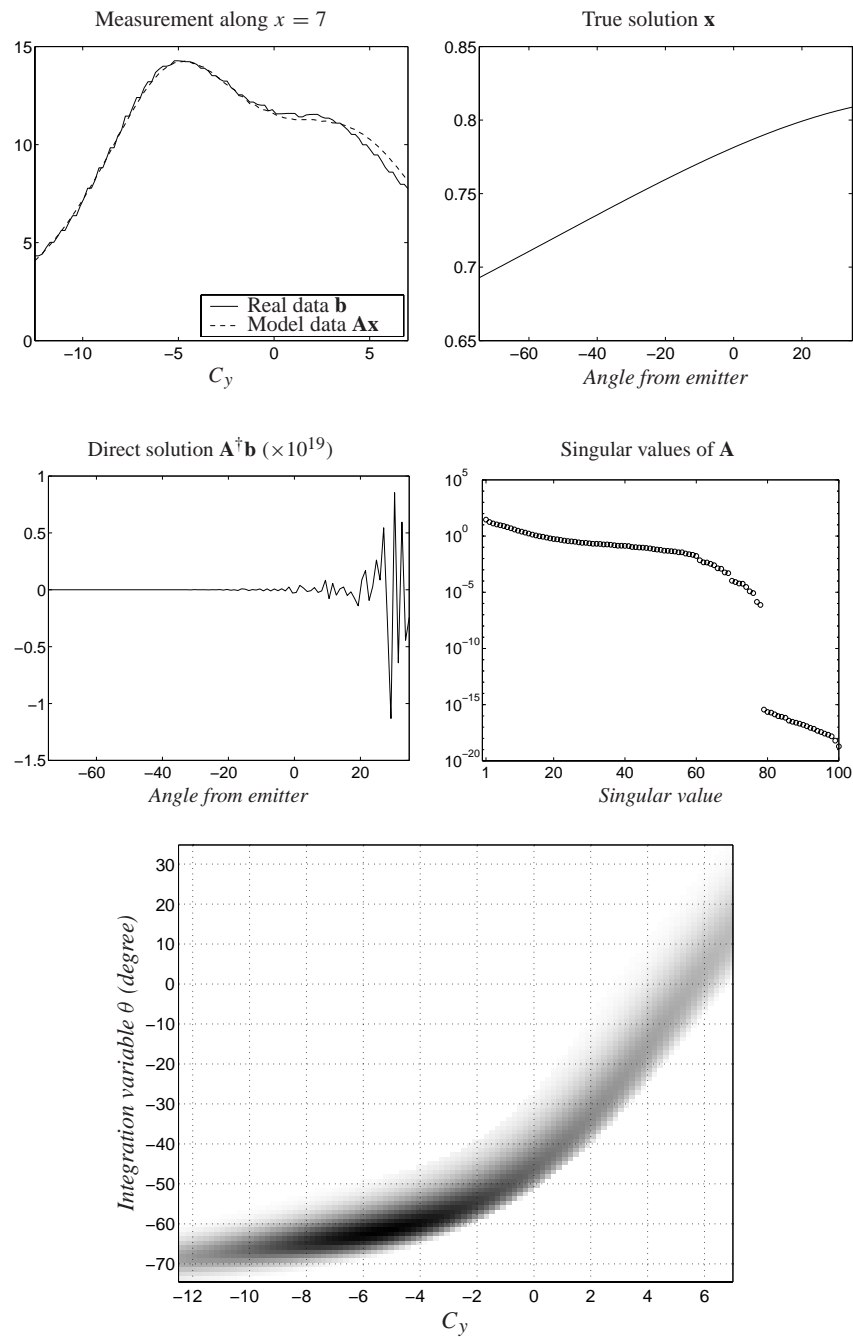 Measurement along x = 7
15
10
5
0
−10 −5 0 5
C_y
Real data b
Model data Ax
True solution x
0.85
0.8
0.75
0.7
0.65
−60 −40 −20 0 20
Angle from emitter
Direct solution A†b (×10^19)
1
0.5
0
−0.5
−1
−1.5
−60 −40 −20 0 20
Angle from emitter
Singular values of A
10^5
10^0
10^−5
10^−10
10^−15
10^−20
1 20 40 60 80 100
Singular value
30
20
10
0
−10
−20
−30
−40
−50
−60
−70
Integration variable θ (degree)
−12 −10 −8 −6 −4 −2 0 2 4 6
C_y